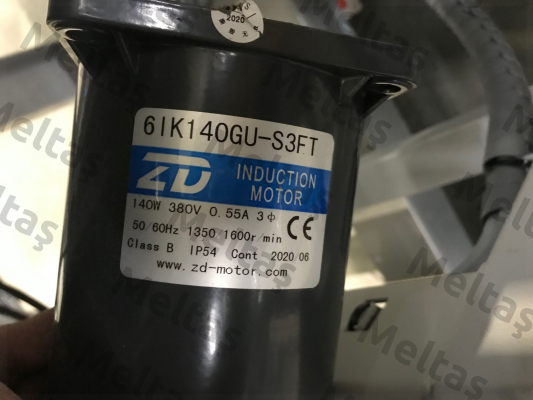 2020
6IK140GU-S3FT
ZD
INDUCTION
MOTOR
140W 380V 0.55A 3Φ
50/60Hz 1350/1600r/min
CE
Class B IP54 Cont 2020/06
www.zd-motor.com
Meltaş
Meltaş
Meltaş
Meltaş
Meltaş
Meltaş